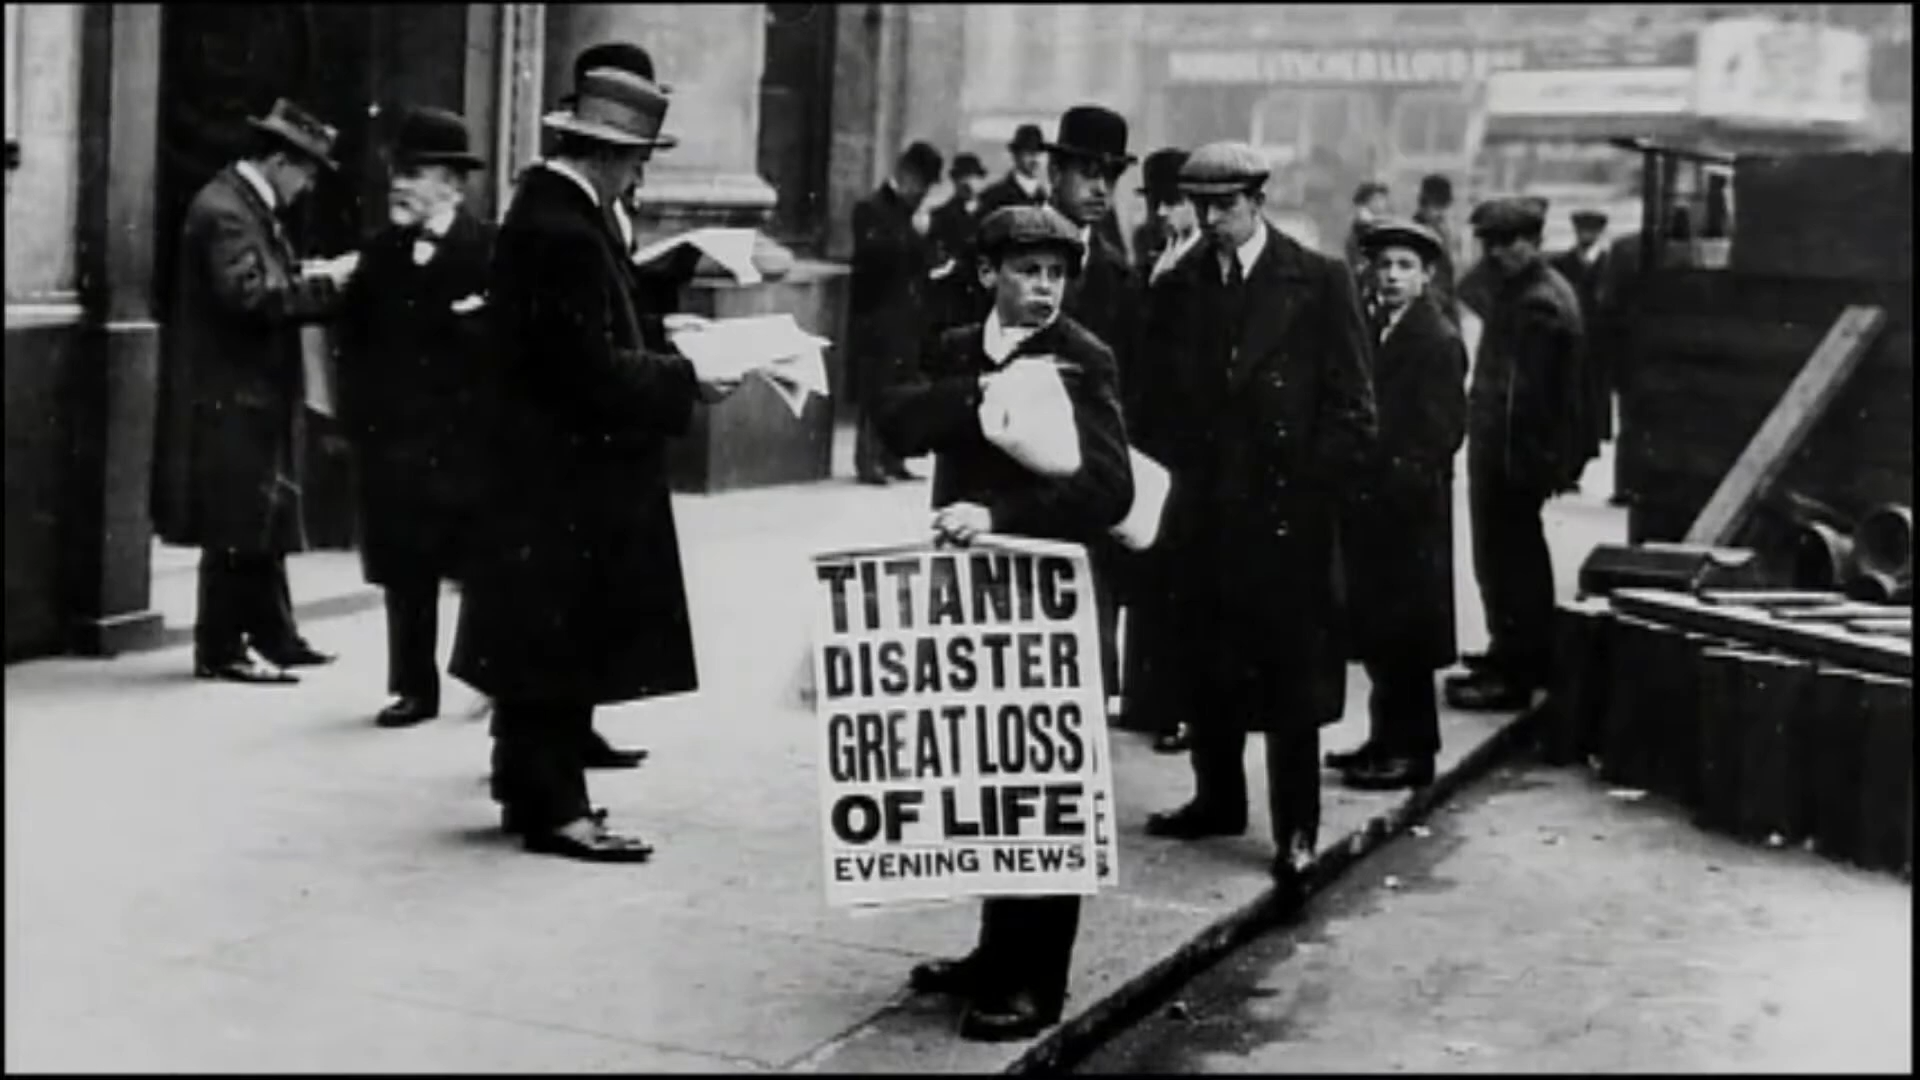 TITANIC
DISASTER
GREAT LOSS
OF LIFE
EVENING NEWS